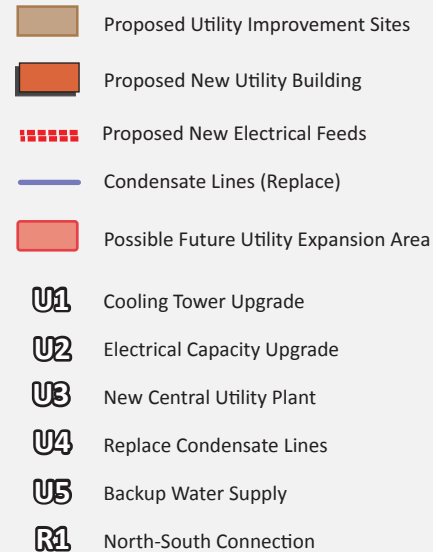 Proposed Utility Improvement Sites
Proposed New Utility Building
Proposed New Electrical Feeds
Condensate Lines (Replace)
Possible Future Utility Expansion Area
U1 Cooling Tower Upgrade
U2 Electrical Capacity Upgrade
U3 New Central Utility Plant
U4 Replace Condensate Lines
U5 Backup Water Supply
R1 North-South Connection